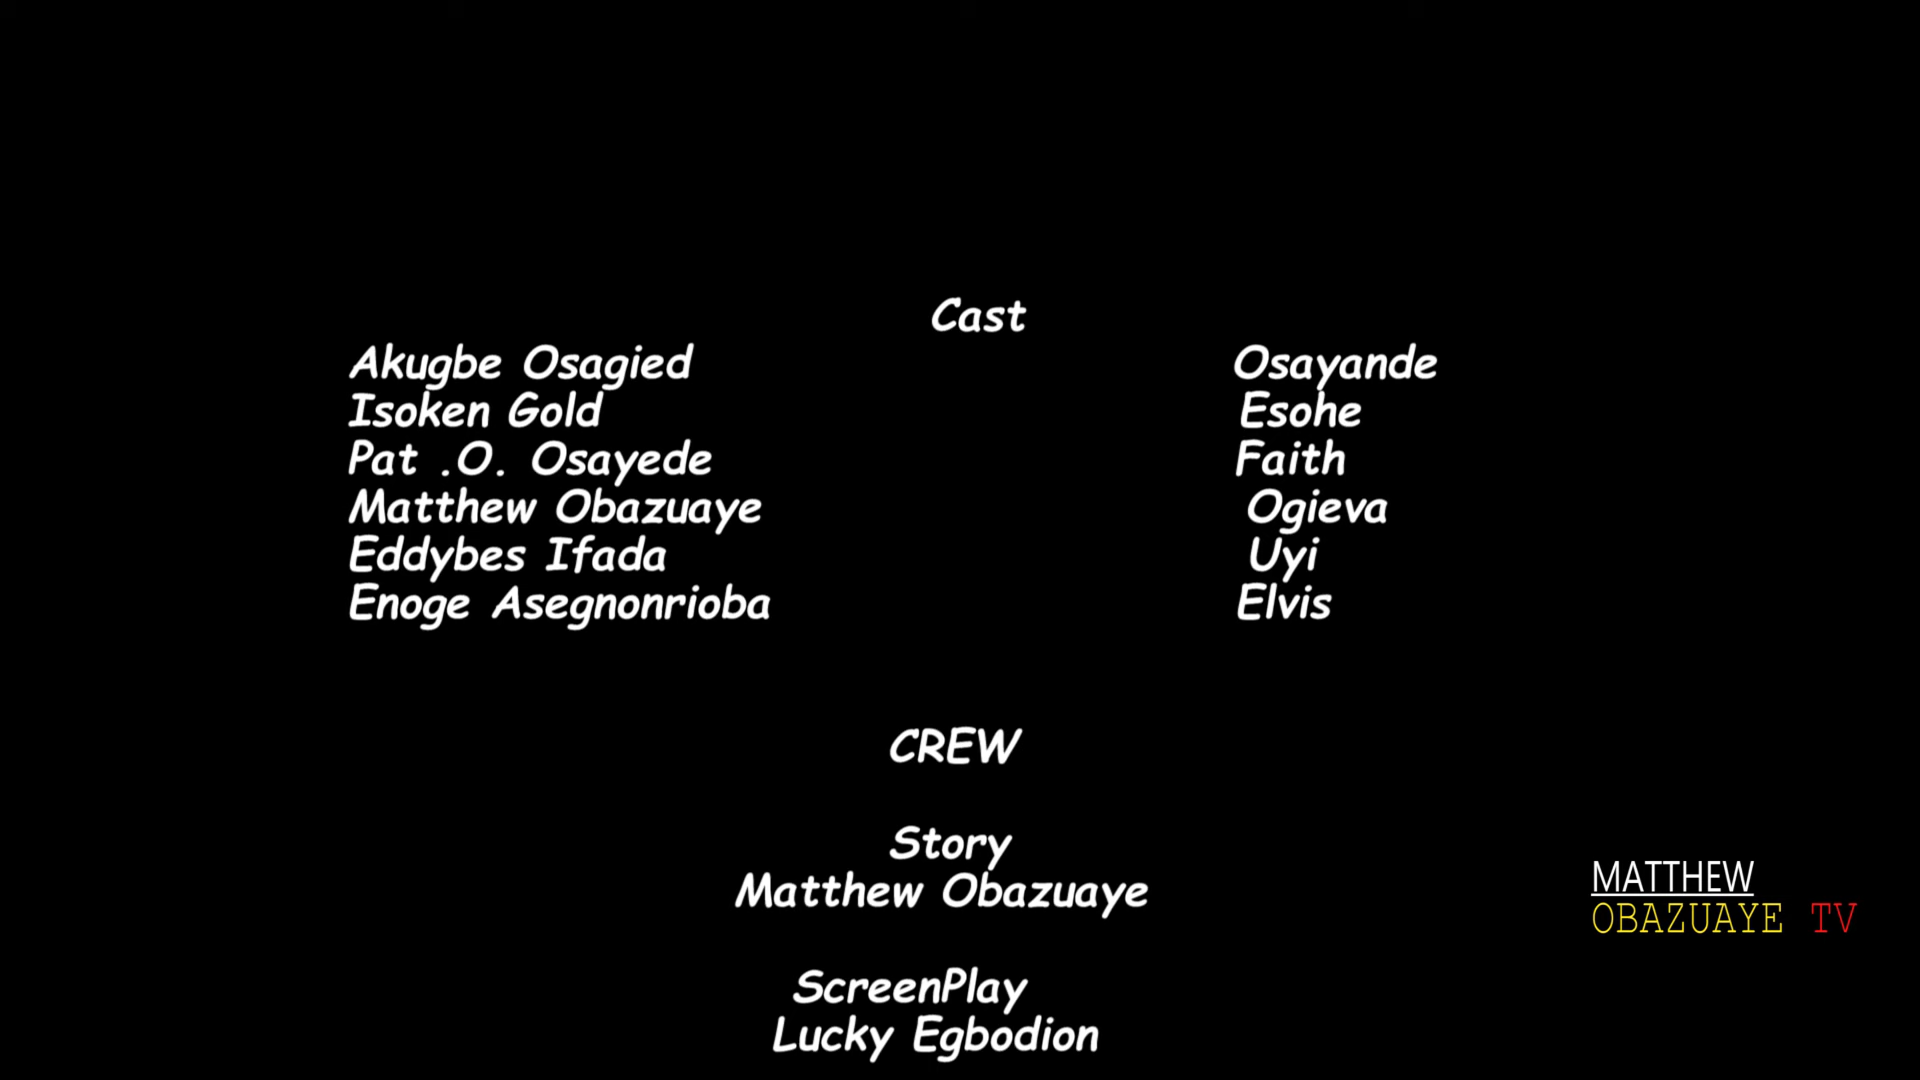 Cast
Akugbe Osagied Osayande
Isoken Gold Esohe
Pat .O. Osayede Faith
Matthew Obazuaye Ogieva
Eddybes Ifada Uyi
Enoge Asegnonrioba Elvis
CREW
Story
Matthew Obazuaye
ScreenPlay
Lucky Egbodion
MATTHEW
OBAZUAYE TV